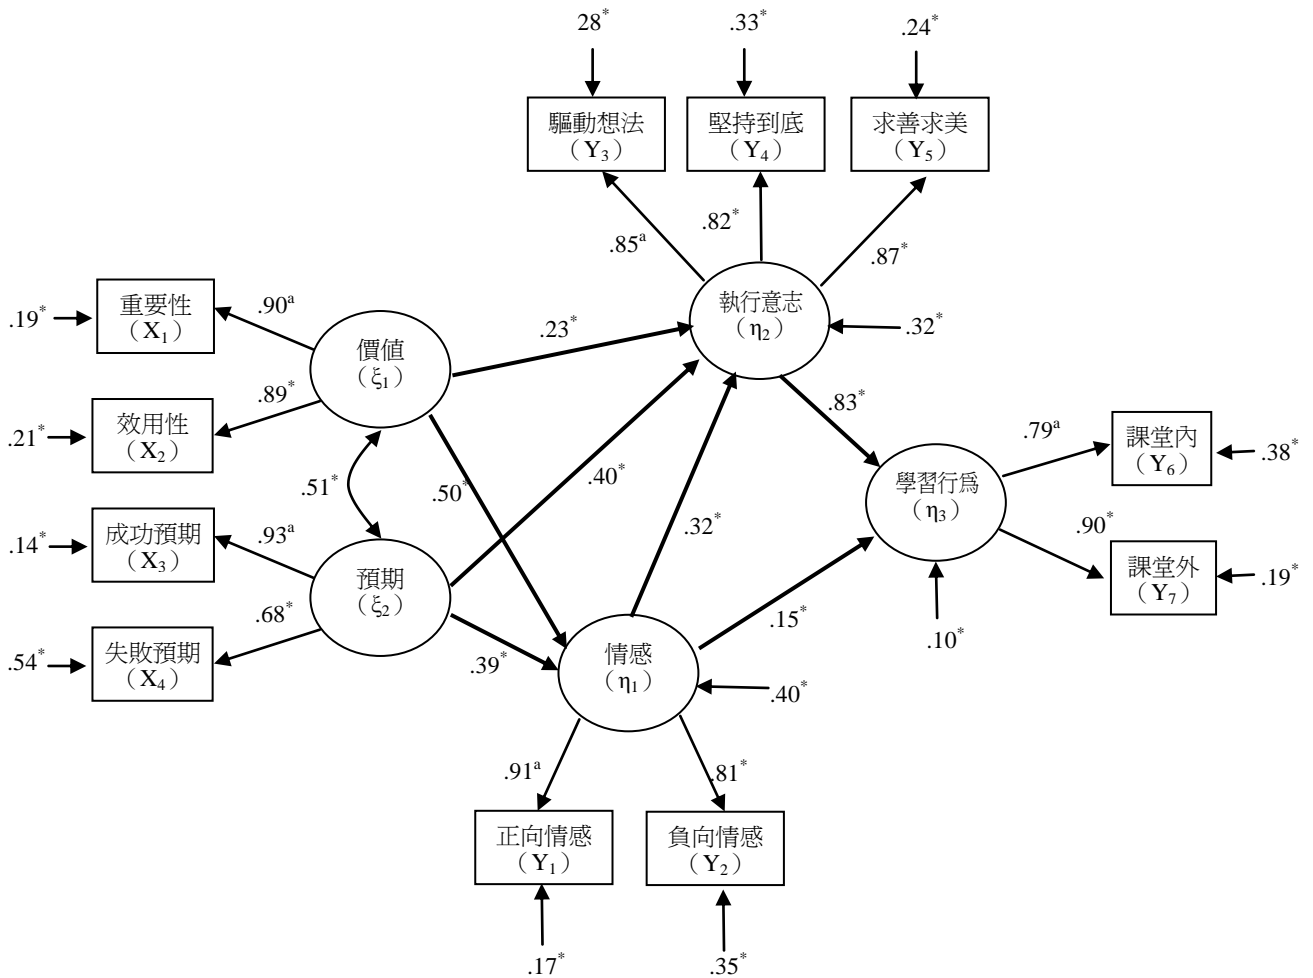 28*
.33*
.24*
驅動想法
(Y₃)
堅持到底
(Y₄)
求善求美
(Y₅)
.85ᵃ
.82*
.87*
.19*
重要性
(X₁)
.90ᵃ
價值
(ξ₁)
.23*
執行意志
(η₂)
.32*
.21*
效用性
(X₂)
.89*
.83*
.51*
.50*
.40*
.32*
學習行為
(η₃)
.79ᵃ
課堂內
(Y₆)
.38*
.14*
成功預期
(X₃)
.93ᵃ
預期
(ξ₂)
.90*
課堂外
(Y₇)
.19*
.54*
失敗預期
(X₄)
.68*
.39*
情感
(η₁)
.15*
.10*
.40*
.91ᵃ
.81*
正向情感
(Y₁)
負向情感
(Y₂)
.17*
.35*